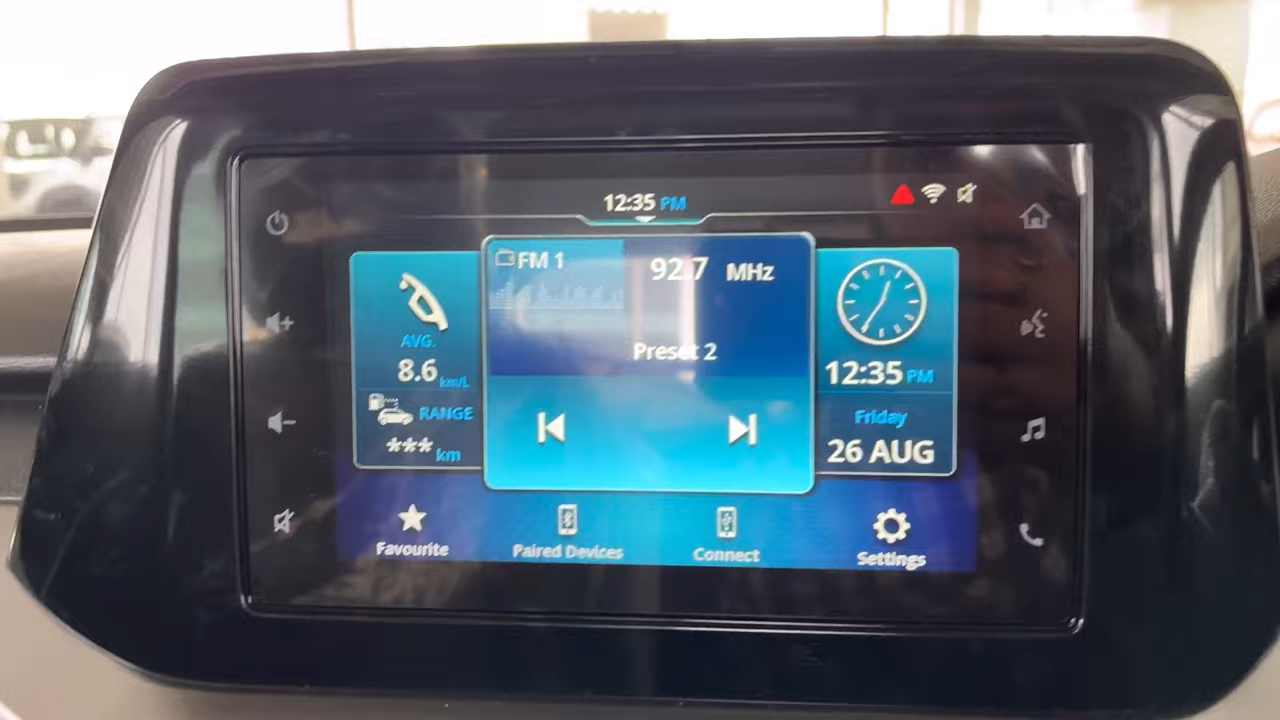 12:35 PM
FM 1
92.7 MHz
Preset 2
AVG.
8.6 km/L
RANGE
*** km
12:35 PM
Friday
26 AUG
Favourite
Paired Devices
Connect
Settings